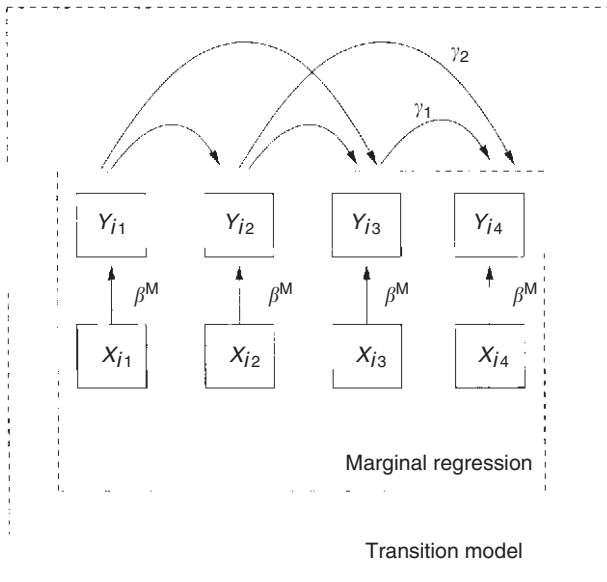 γ₂
γ₁
Yᵢ₁ Yᵢ₂ Yᵢ₃ Yᵢ₄
βᴹ βᴹ βᴹ βᴹ
Xᵢ₁ Xᵢ₂ Xᵢ₃ Xᵢ₄
Marginal regression
Transition model